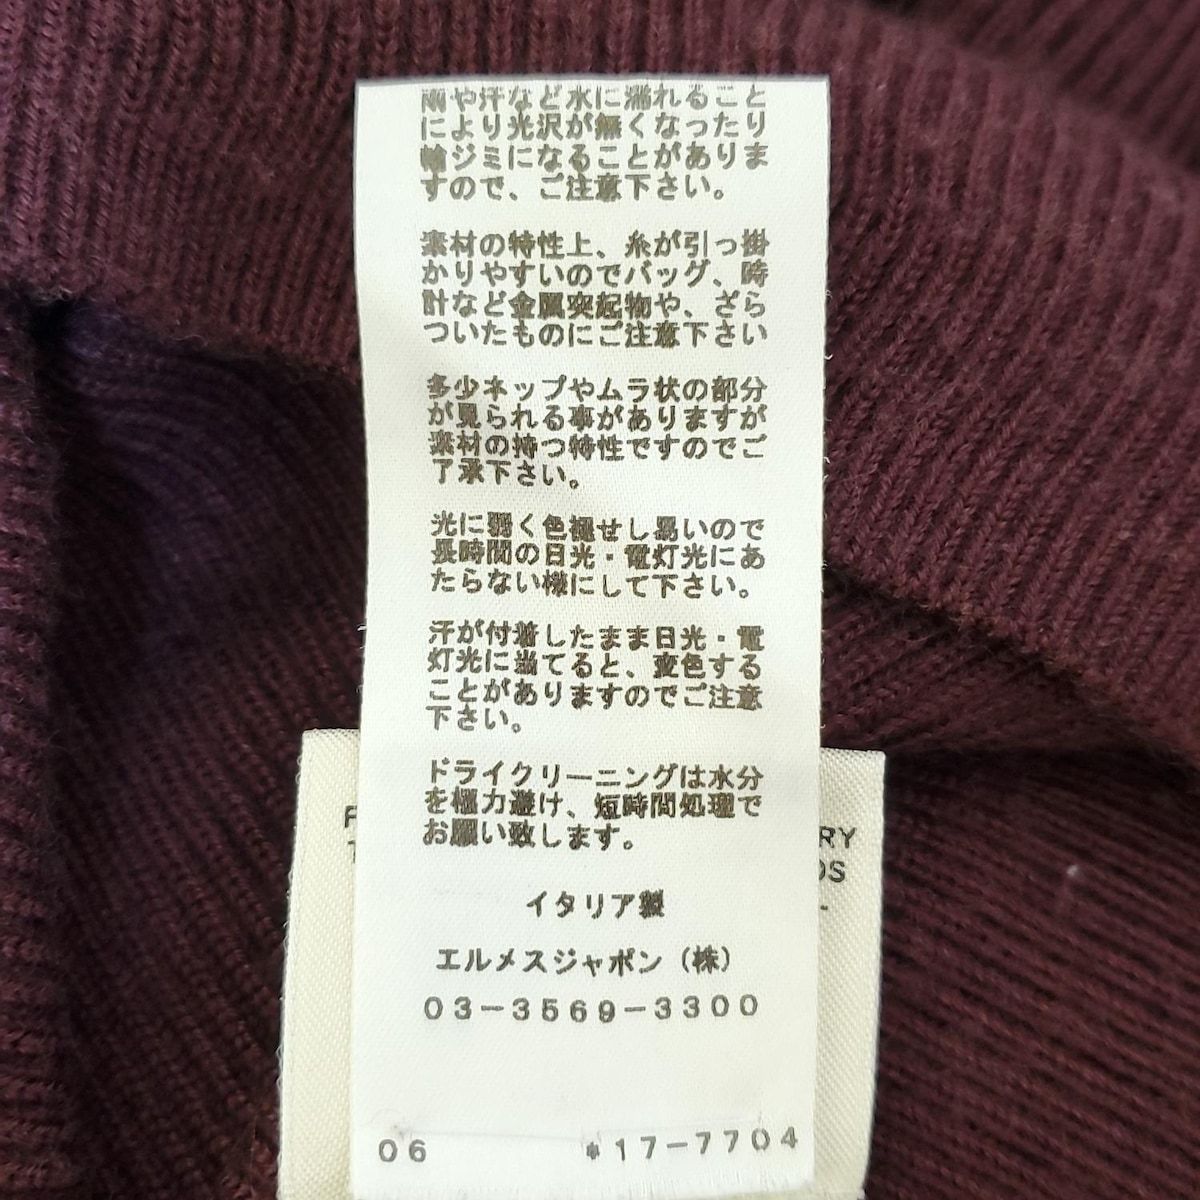 雨や汗など水に濡れること
により光沢が無くなったり
輪ジミになることがありま
すので、ご注意下さい。
素材の特性上、糸が引っ掛
かりやすいのでバッグ、時
計など金属突起物や、ざら
ついたものにご注意下さい
多少ネップやムラ状の部分
が見られる事がありますが
素材の持つ特性ですのでご
了承下さい。
光に弱く色褪せし易いので
長時間の日光・電灯光にあ
たらない様にして下さい。
汗が付着したまま日光・電
灯光に当てると、変色する
ことがありますのでご注意
下さい。
ドライクリーニングは水分
を極力避け、短時間処理で
お願い致します。
イタリア製
エルメスジャポン（株）
03-3569-3300
06 *17-7704